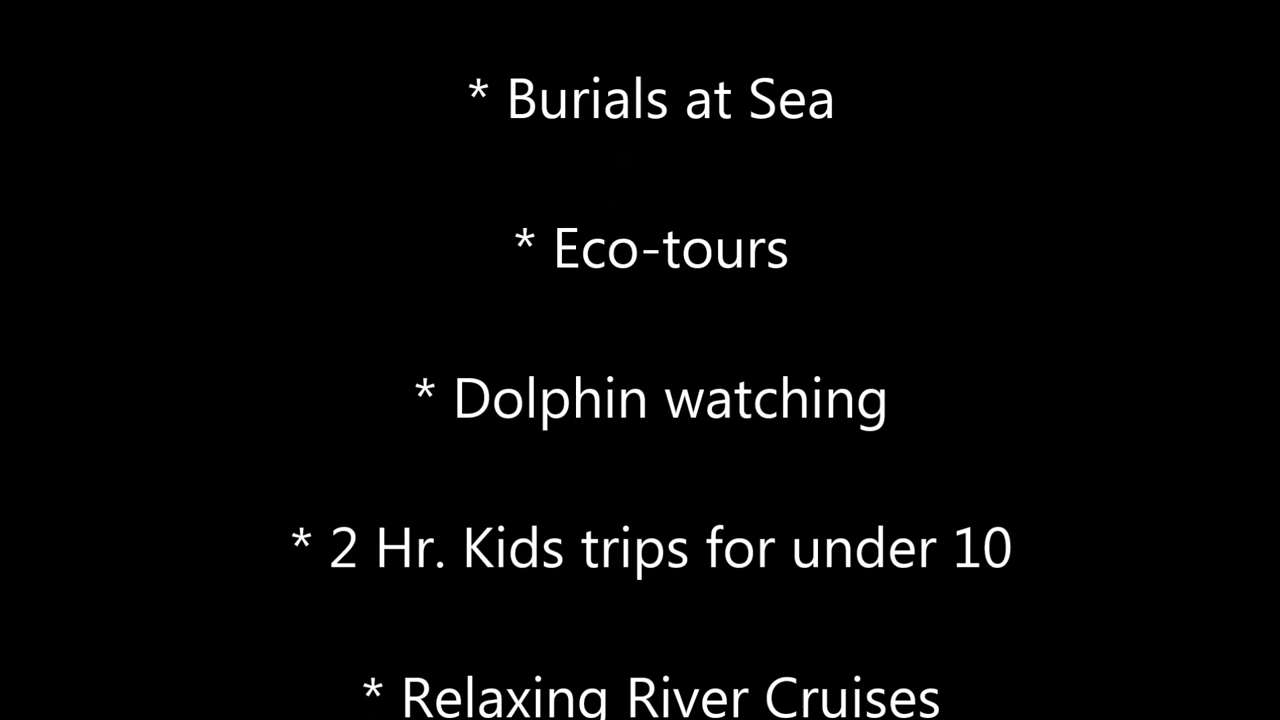 * Burials at Sea
* Eco-tours
* Dolphin watching
* 2 Hr. Kids trips for under 10
* Relaxing River Cruises